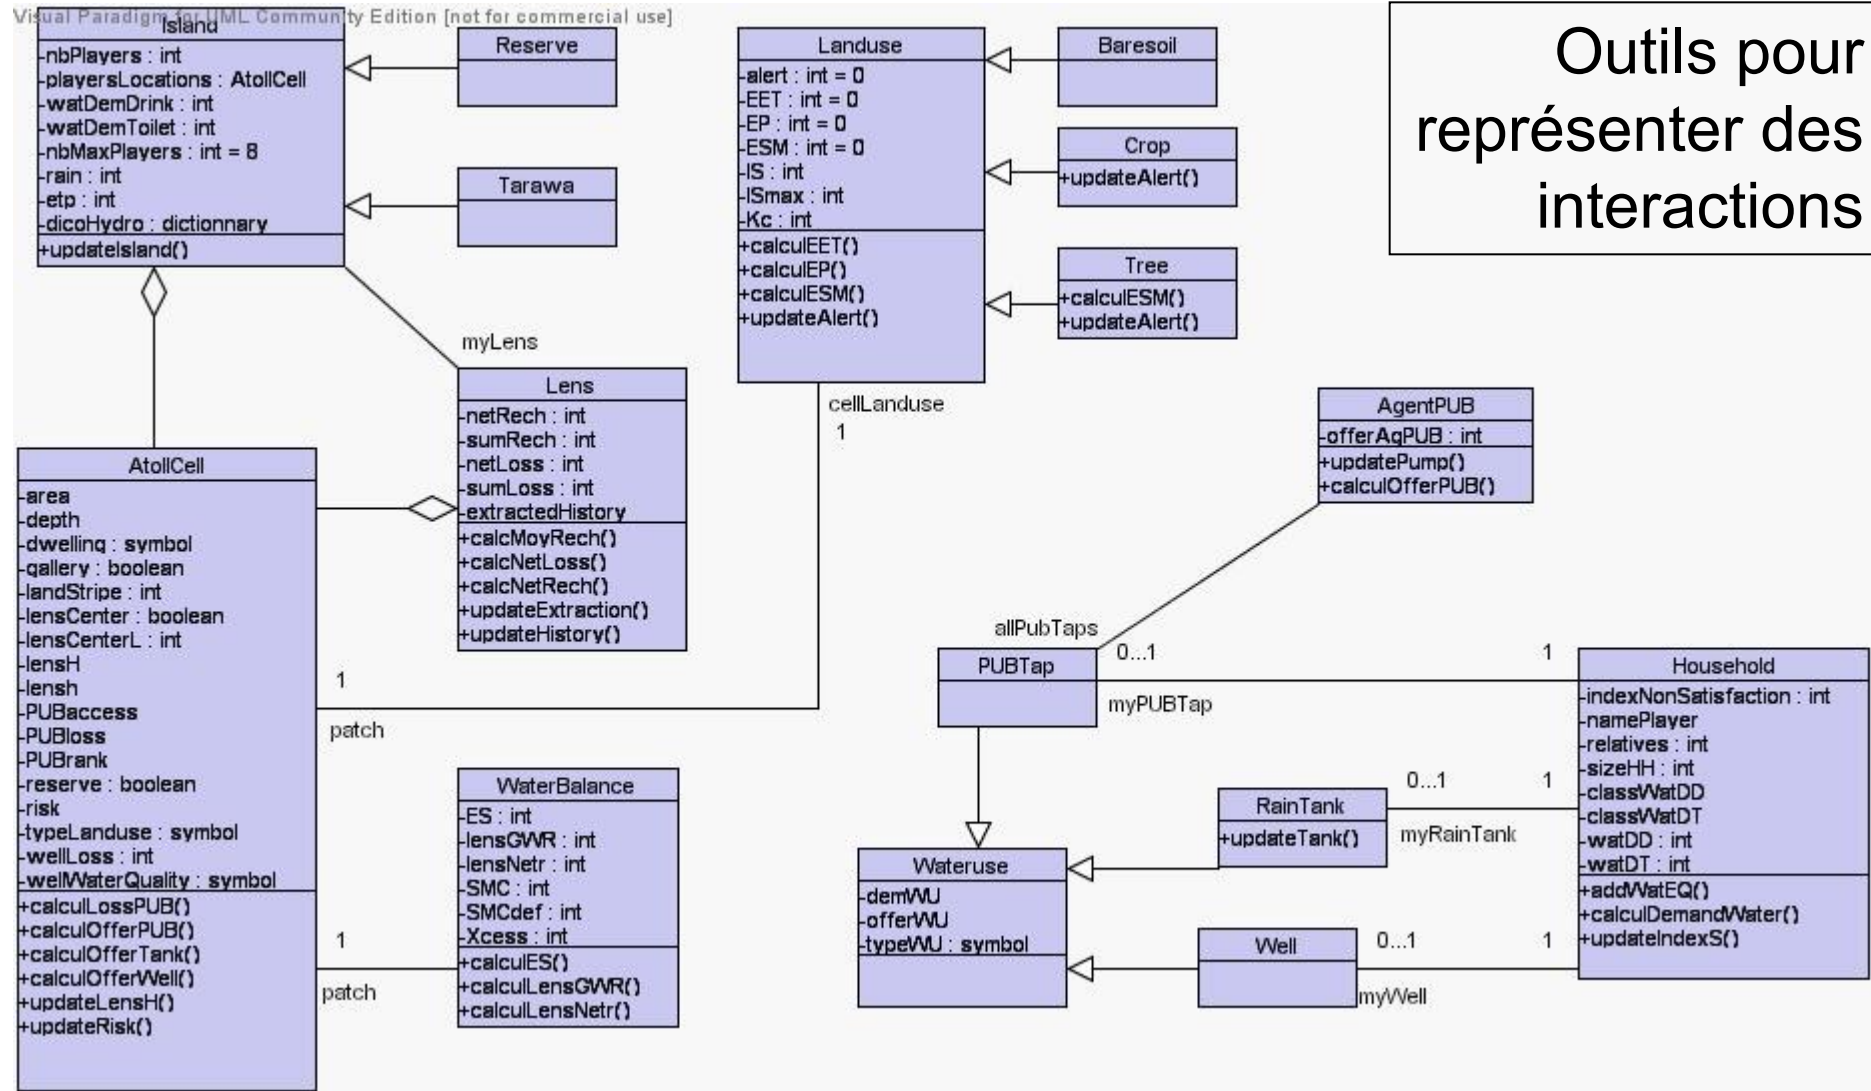 Visual Paradigm for UML Community Edition [not for commercial use]
Outils pour
représenter des
interactions
Island
-nbPlayers : int
-playersLocations : AtollCell
-watDemDrink : int
-watDemToilet : int
-nbMaxPlayers : int = 8
-rain : int
-etp : int
-dicoHydro : dictionnary
+updateIsland()
Reserve
Tarawa
Landuse
-alert : int = 0
-EET : int = 0
-EP : int = 0
-ESM : int = 0
-IS : int
-ISmax : int
-Kc : int
+calculEET()
+calculEP()
+calculESM()
+updateAlert()
Baresoil
Crop
+updateAlert()
Tree
+calculESM()
+updateAlert()
myLens
Lens
-netRech : int
-sumRech : int
-netLoss : int
-sumLoss : int
-extractedHistory
+calcMoyRech()
+calcNetLoss()
+calcNetRech()
+updateExtraction()
+updateHistory()
cellLanduse
1
AgentPUB
-offerAgPUB : int
+updatePump()
+calculOfferPUB()
AtollCell
-area
-depth
-dwelling : symbol
-gallery : boolean
-landStripe : int
-lensCenter : boolean
-lensCenterL : int
-lensH
-lensh
-PUBaccess
-PUBloss
-PUBrank
-reserve : boolean
-risk
-typeLanduse : symbol
-wellLoss : int
-wellWaterQuality : symbol
+calculLossPUB()
+calculOfferPUB()
+calculOfferTank()
+calculOfferWell()
+updateLensH()
+updateRisk()
1
patch
WaterBalance
-ES : int
-lensGWR : int
-lensNetr : int
-SMC : int
-SMCdef : int
-Xcess : int
+calculES()
+calculLensGWR()
+calculLensNetr()
1
patch
allPubTaps
PUBTap
0...1
1
myPUBTap
Household
-indexNonSatisfaction : int
-namePlayer
-relatives : int
-sizeHH : int
-classWatDD
-classWatDT
-watDD : int
-watDT : int
+addWatEQ()
+calculDemandWater()
+updateIndexS()
RainTank
+updateTank()
0...1
1
myRainTank
Wateruse
-demWU
-offerWU
-typeWU : symbol
Well
0...1
1
myWell